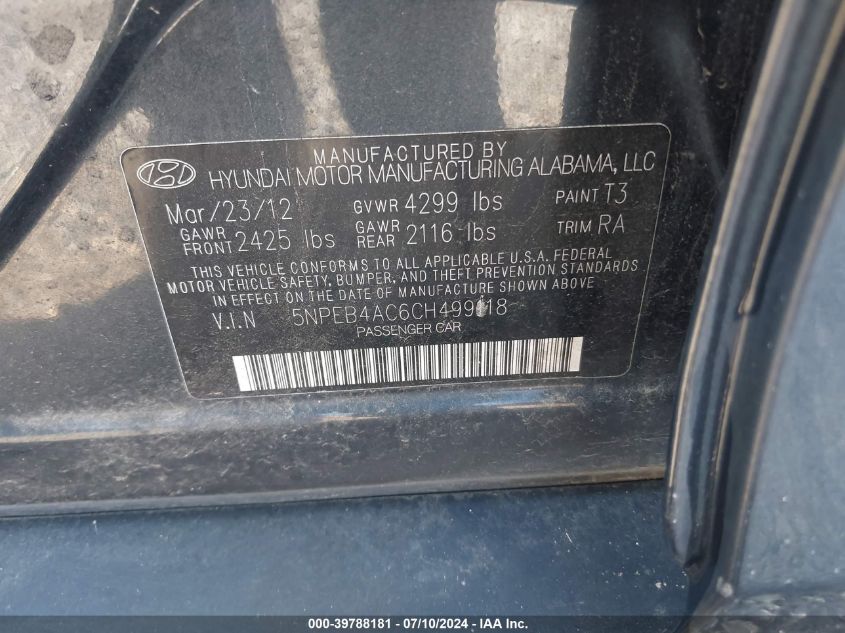 MANUFACTURED BY
HYUNDAI MOTOR MANUFACTURING ALABAMA, LLC
Mar/23/12 GVWR 4299 lbs PAINT T3
GAWR FRONT 2425 lbs GAWR REAR 2116 lbs TRIM RA
THIS VEHICLE CONFORMS TO ALL APPLICABLE U.S.A. FEDERAL
MOTOR VEHICLE SAFETY, BUMPER, AND THEFT PREVENTION STANDARDS
IN EFFECT ON THE DATE OF MANUFACTURE SHOWN ABOVE
V.I.N 5NPEB4AC6CH499118
PASSENGER CAR
000-39788181 - 07/10/2024 - IAA Inc.